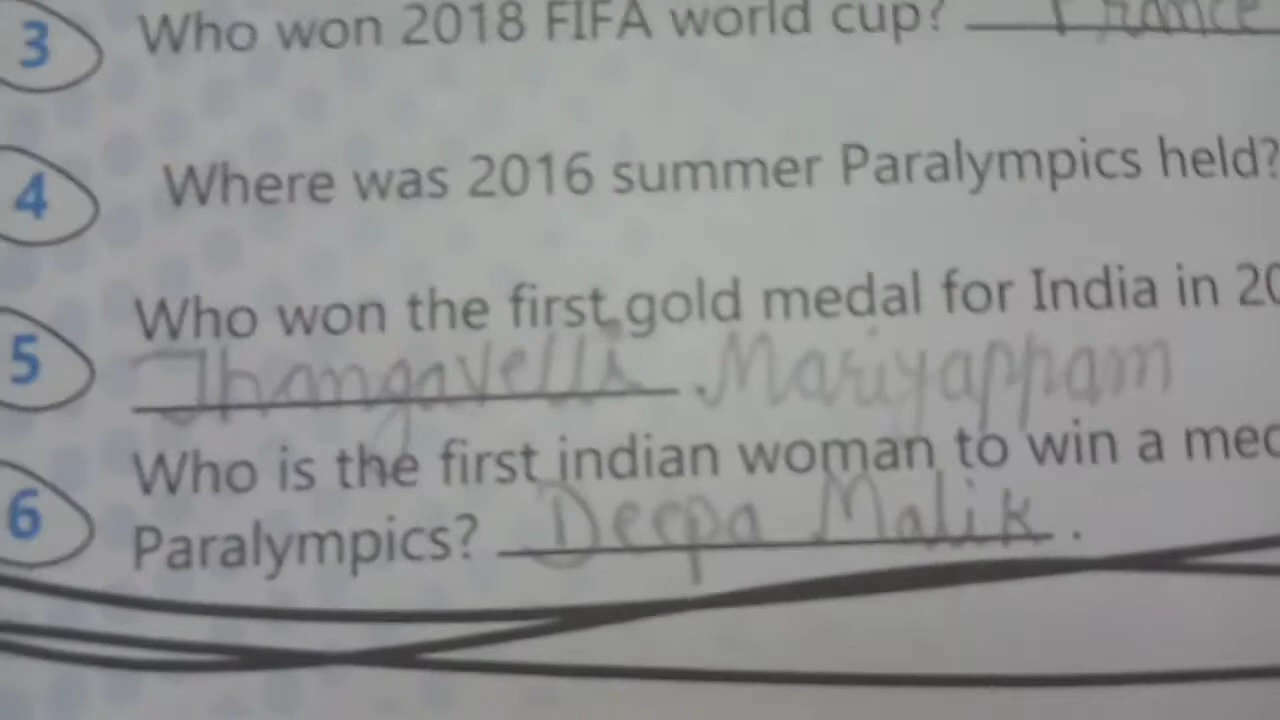 3 Who won 2018 FIFA world cup? France
4 Where was 2016 summer Paralympics held?
5 Who won the first gold medal for India in 20
Thangavellu . Mariyappam
6 Who is the first indian woman to win a med
Paralympics? Deepa Malik .